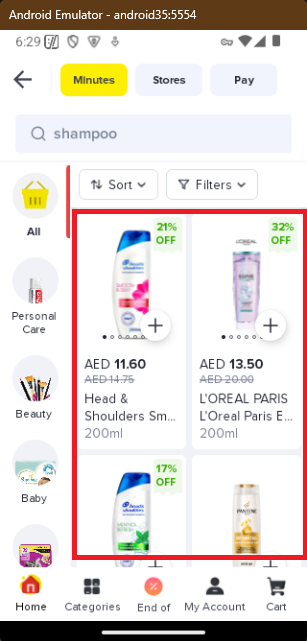 Android Emulator - android35:5554
6:29
Minutes
Stores
Pay
shampoo
All
Personal
Care
Beauty
Baby
Sort
Filters
21%
OFF
AED 11.60
AED 14.75
Head &
Shoulders Sm...
200ml
32%
OFF
L'OREAL
AED 13.50
AED 20.00
L'OREAL PARIS
L'Oreal Paris E...
200ml
17%
OFF
PANTENE
Home
Categories
End of
My Account
Cart